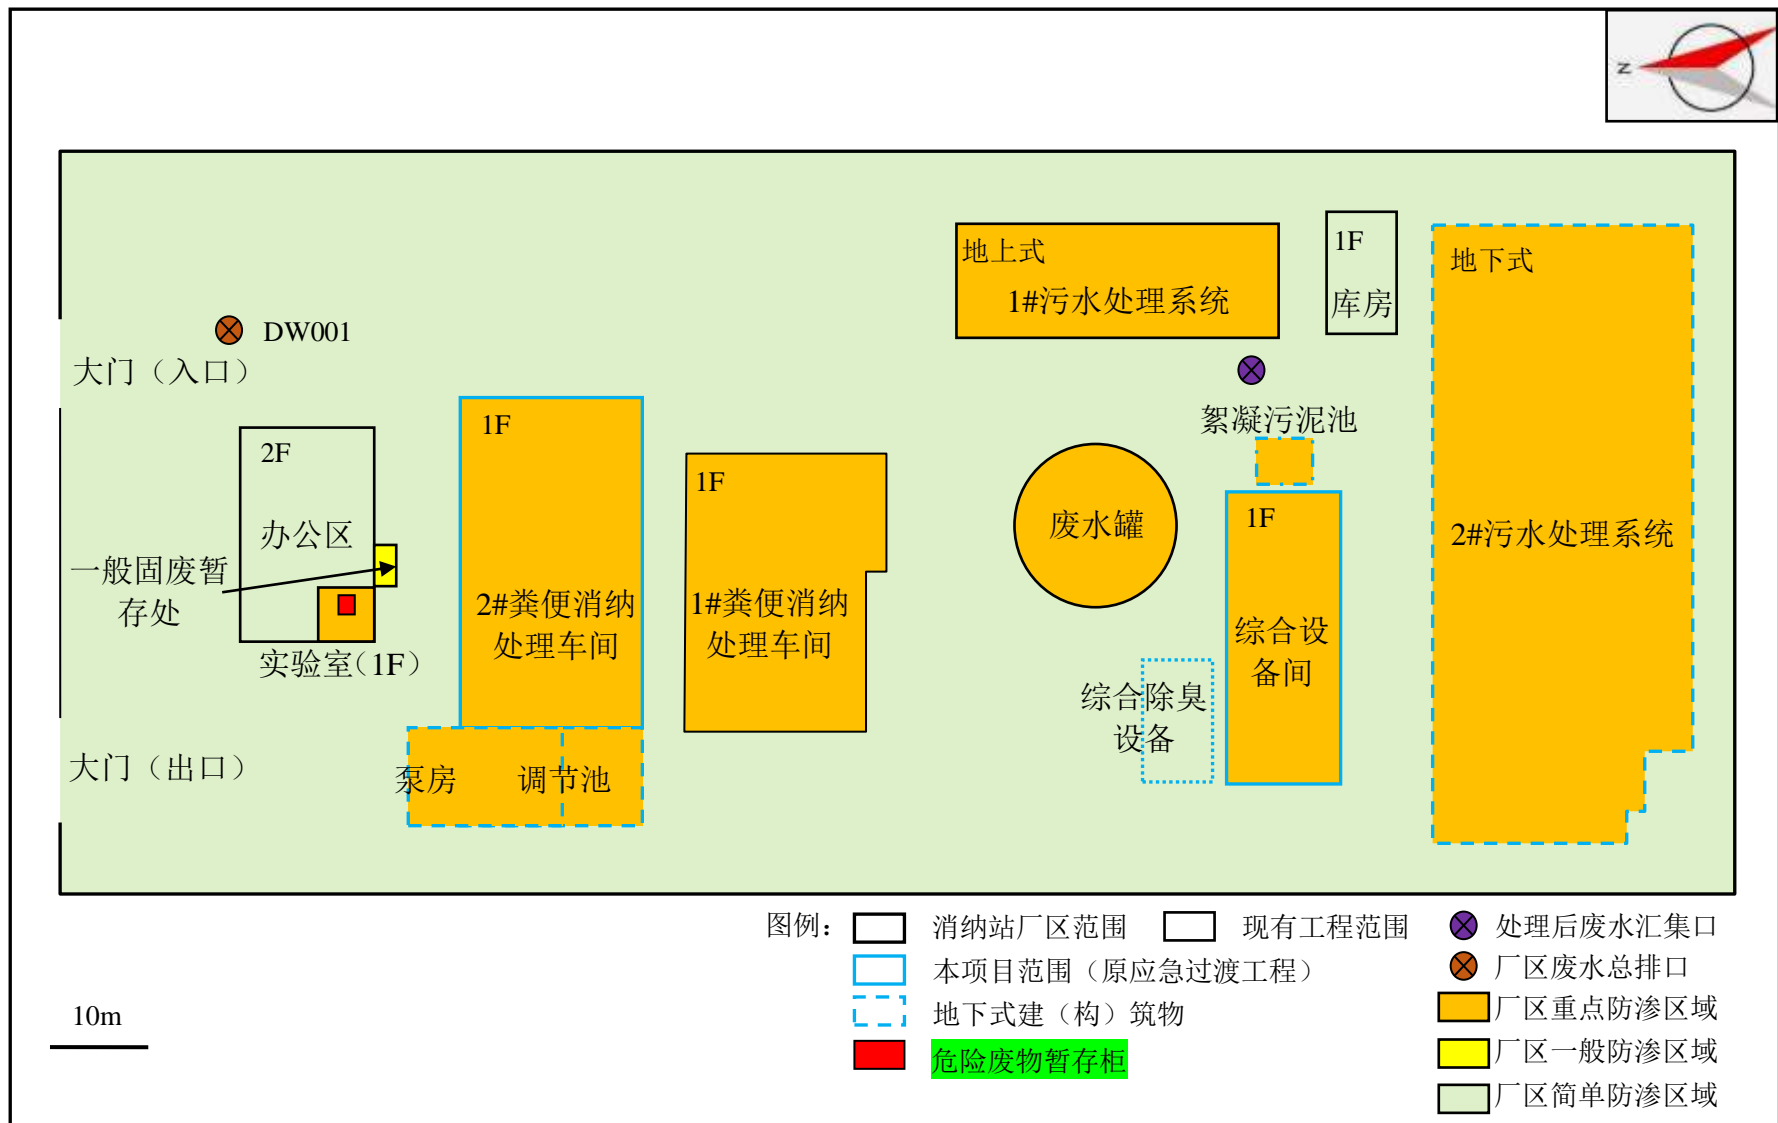 Z
地上式
1#污水处理系统
1F
库房
地下式
2#污水处理系统
DW001
大门（入口）
2F
办公区
一般固废暂
存处
实验室(1F)
大门（出口）
1F
2#粪便消纳
处理车间
泵房
调节池
1F
1#粪便消纳
处理车间
废水罐
絮凝污泥池
1F
综合设
备间
综合除臭
设备
图例：
消纳站厂区范围
现有工程范围
处理后废水汇集口
本项目范围（原应急过渡工程）
厂区废水总排口
地下式建（构）筑物
厂区重点防渗区域
危险废物暂存柜
厂区一般防渗区域
厂区简单防渗区域
10m